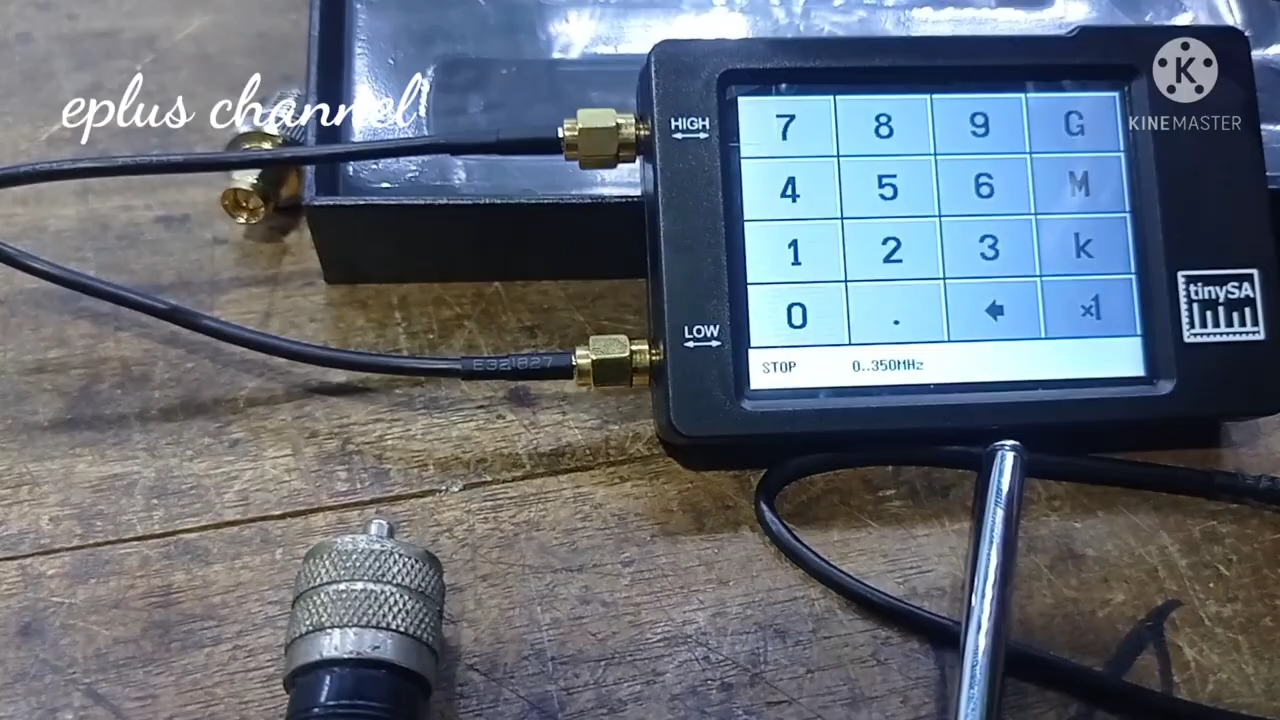 eplus channel
K
KINEMASTER
HIGH
7 8 9 G
4 5 6 M
1 2 3 k
0 . ← ×1
LOW
tinySA
E321827
STOP 0..350MHz